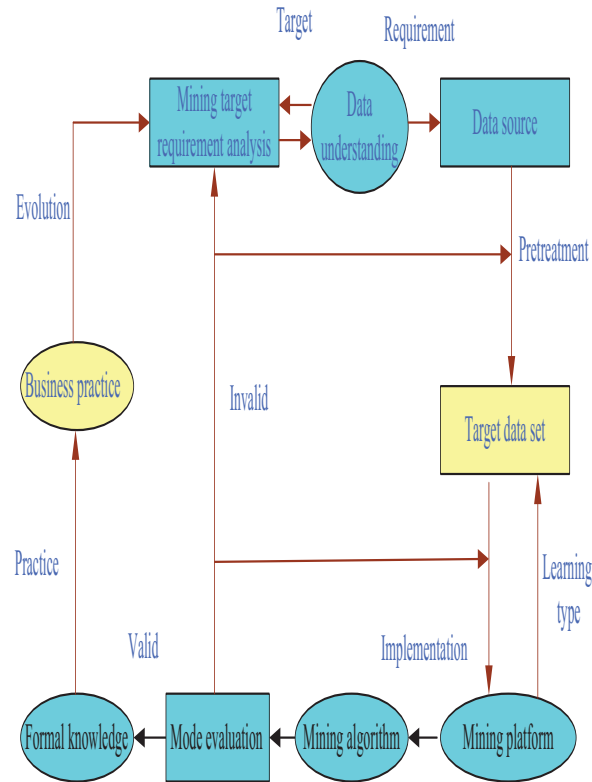 Target
Requirement
Mining target
requirement analysis
Data
understanding
Data source
Evolution
Pretreatment
Business practice
Invalid
Target data set
Practice
Learning
type
Valid
Implementation
Formal knowledge
Mode evaluation
Mining algorithm
Mining platform